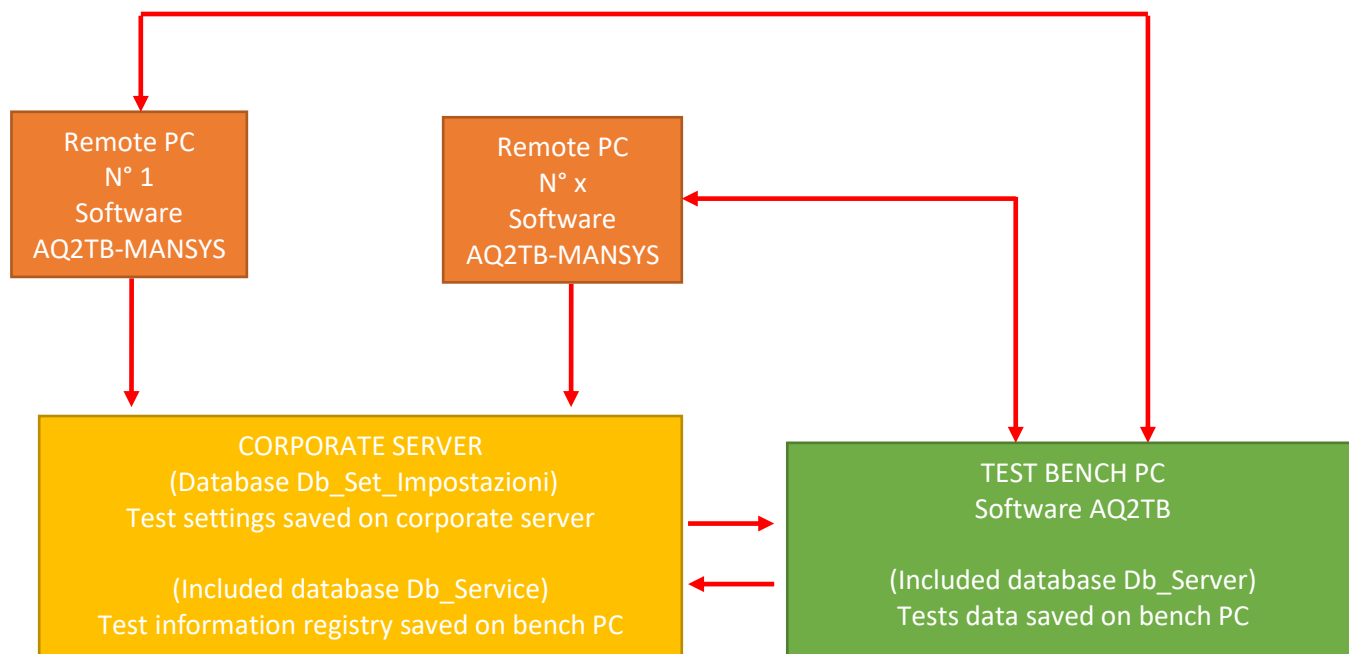 Remote PC
N° 1
Software
AQ2TB-MANSYS
Remote PC
N° x
Software
AQ2TB-MANSYS
CORPORATE SERVER
(Database Db_Set_Impostazioni)
Test settings saved on corporate server
(Included database Db_Service)
Test information registry saved on bench PC
TEST BENCH PC
Software AQ2TB
(Included database Db_Server)
Tests data saved on bench PC